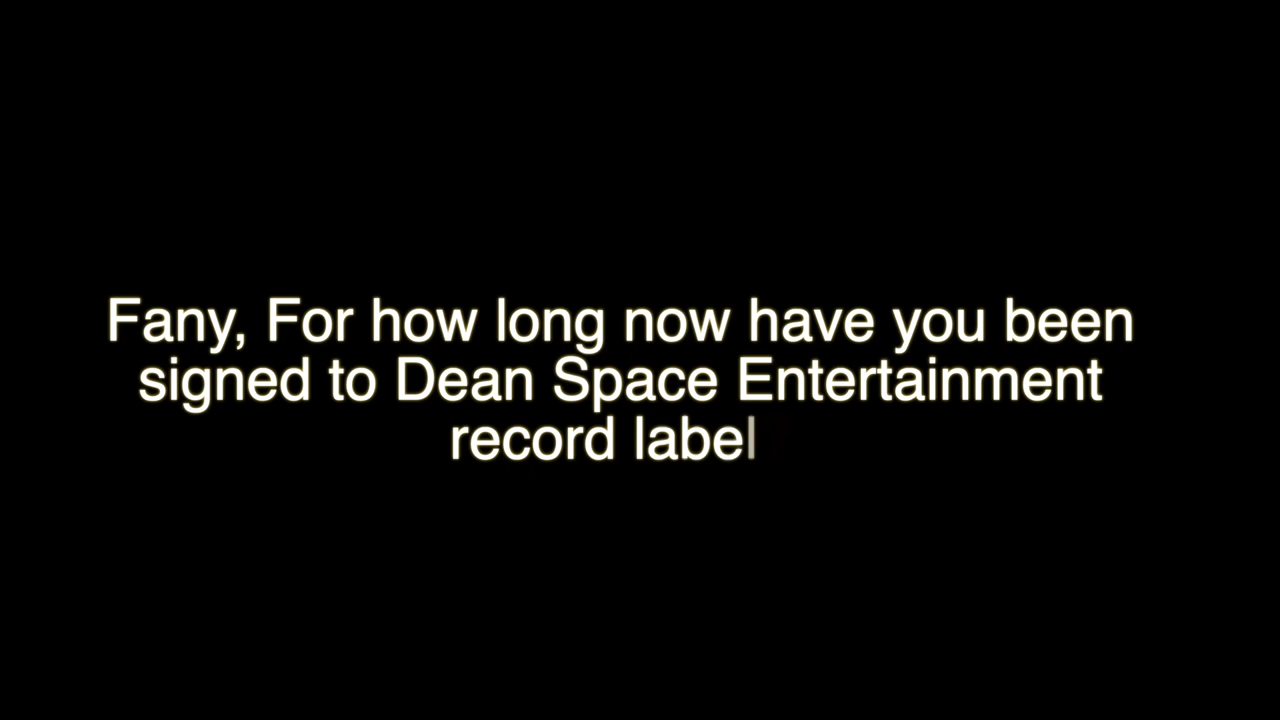 Fany, For how long now have you been
signed to Dean Space Entertainment
record label